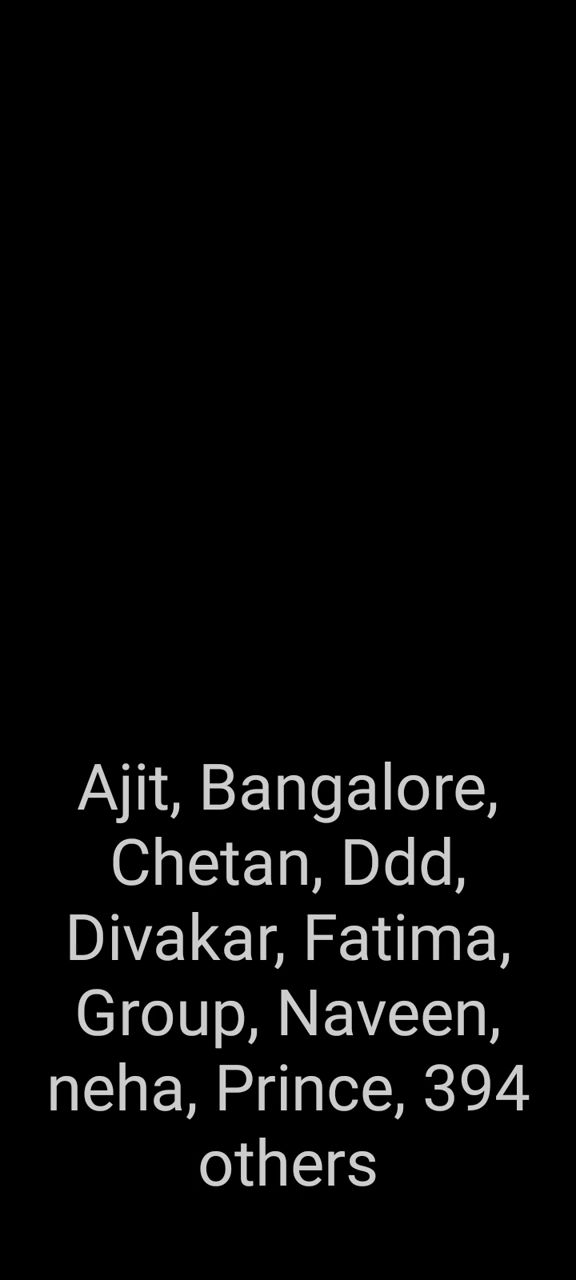 Ajit, Bangalore,
Chetan, Ddd,
Divakar, Fatima,
Group, Naveen,
neha, Prince, 394
others